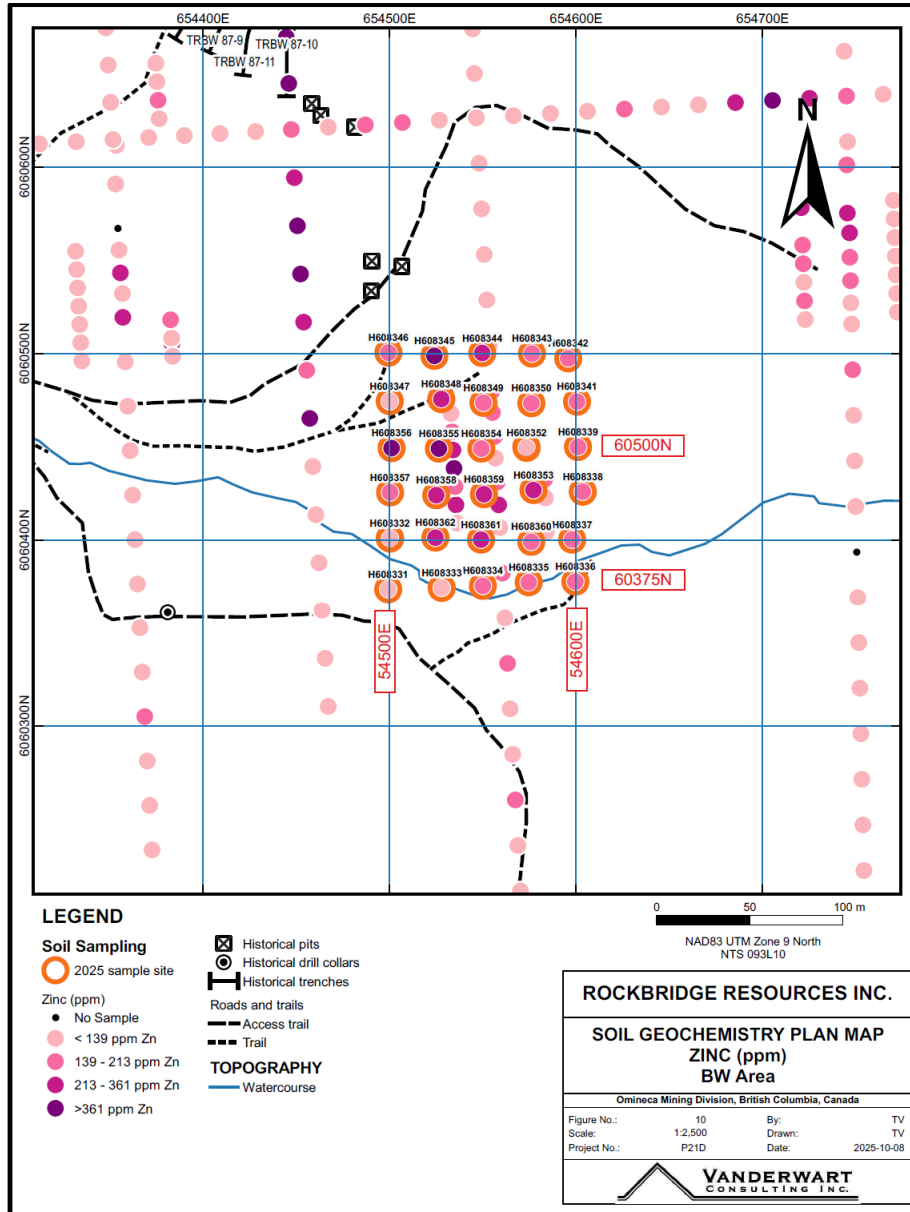 654400E 654500E 654600E 654700E
TRBW 87-9
TRBW 87-10
TRBW 87-11
N
6060600N
6060500N
6060400N
6060300N
H608346
H608345
H608344
H608343
H608342
H608347
H608348
H608349
H608350
H608341
H608356
H608355
H608354
H608352
H608339
60500N
H608357
H608358
H608359
H608353
H608338
H608332
H608362
H608361
H608360
H608337
H608331
H608333
H608334
H608335
H608336
60375N
54500E
54600E
LEGEND
Soil Sampling
2025 sample site
Zinc (ppm)
No Sample
< 139 ppm Zn
139 - 213 ppm Zn
213 - 361 ppm Zn
>361 ppm Zn
Historical pits
Historical drill collars
Historical trenches
Roads and trails
Access trail
Trail
TOPOGRAPHY
Watercourse
0 50 100 m
NAD83 UTM Zone 9 North
NTS 093L10
ROCKBRIDGE RESOURCES INC.
SOIL GEOCHEMISTRY PLAN MAP
ZINC (ppm)
BW Area
Omineca Mining Division, British Columbia, Canada
Figure No.: 10 By: TV
Scale: 1:2,500 Drawn: TV
Project No.: P21D Date: 2025-10-08
VANDERWART
CONSULTING INC.